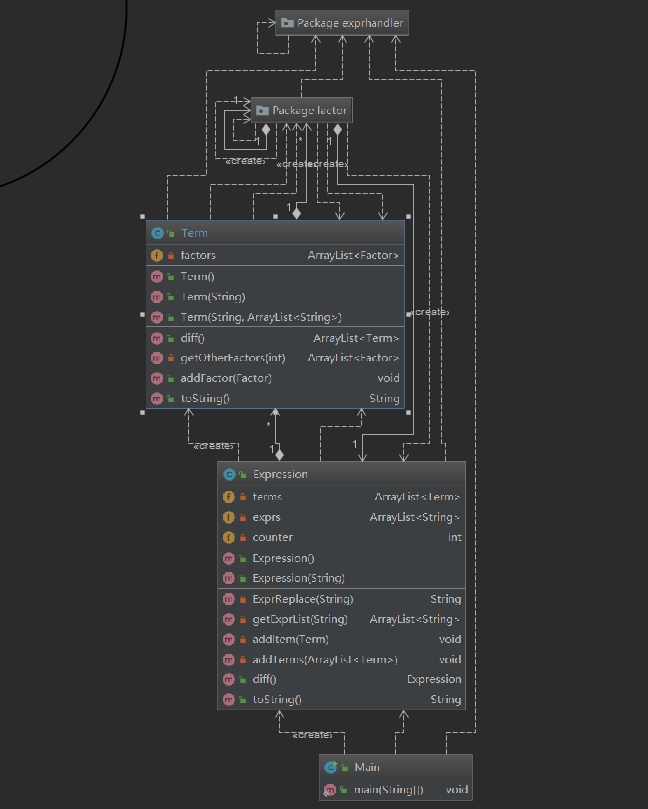 Package exprhandler
1
Package factor
1
*
1
«create»
«create»
«create»
1
Term
factors ArrayList<Factor>
Term()
Term(String)
Term(String, ArrayList<String>)
«create»
diff() ArrayList<Term>
getOtherFactors(int) ArrayList<Factor>
addFactor(Factor) void
toString() String
*
«create»
1
1
Expression
terms ArrayList<Term>
exprs ArrayList<String>
counter int
Expression()
Expression(String)
ExprReplace(String) String
getExprList(String) ArrayList<String>
addItem(Term) void
addTerms(ArrayList<Term>) void
diff() Expression
toString() String
«create»
Main
main(String[]) void